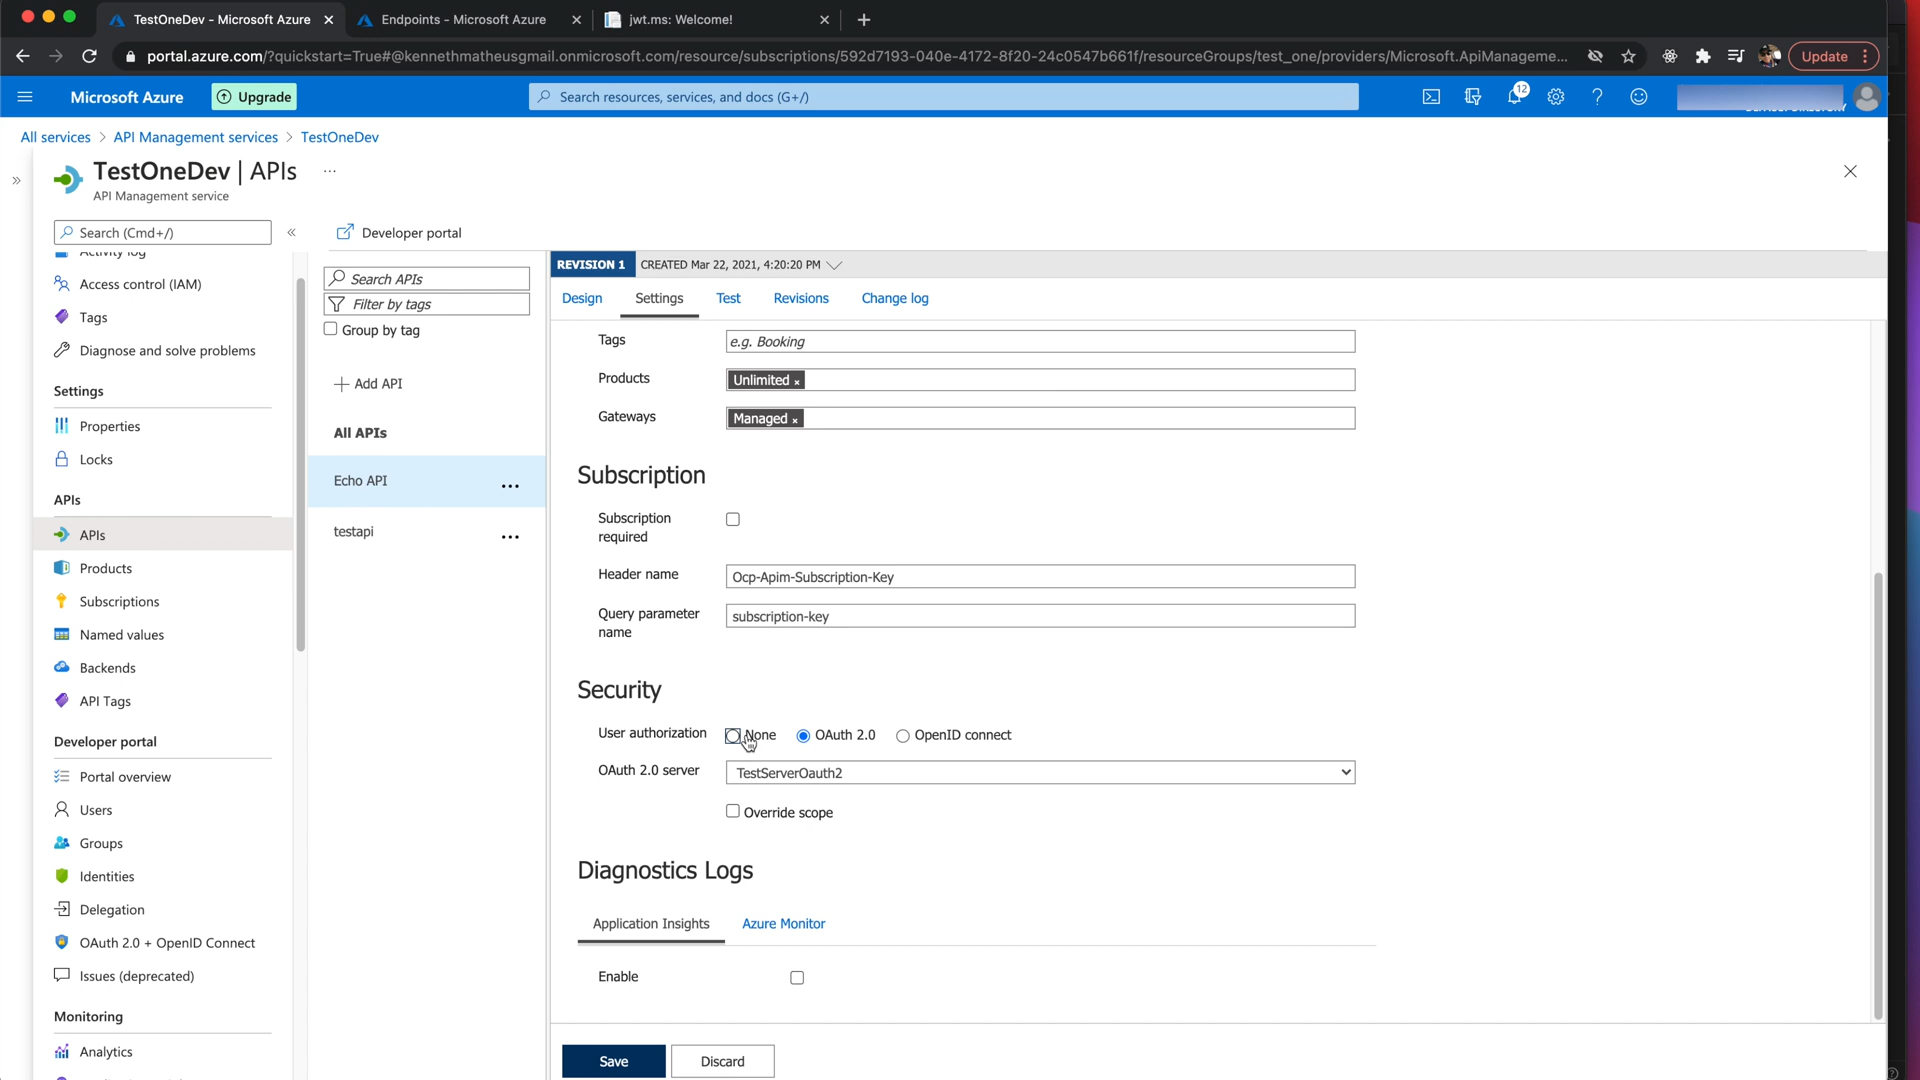 TestOneDev - Microsoft Azure
Endpoints - Microsoft Azure
jwt.ms: Welcome!
portal.azure.com/?quickstart=True#@kennethmatheusgmail.onmicrosoft.com/resource/subscriptions/592d7193-040e-4172-8f20-24c0547b661f/resourceGroups/test_one/providers/Microsoft.ApiManageme...
Update
Microsoft Azure
Upgrade
Search resources, services, and docs (G+/)
12
All services > API Management services > TestOneDev
TestOneDev | APIs ...
API Management service
Search (Cmd+/)
Developer portal
Activity log
Access control (IAM)
Tags
Diagnose and solve problems
Settings
Properties
Locks
APIs
APIs
Products
Subscriptions
Named values
Backends
API Tags
Developer portal
Portal overview
Users
Groups
Identities
Delegation
OAuth 2.0 + OpenID Connect
Issues (deprecated)
Monitoring
Analytics
Search APIs
Filter by tags
Group by tag
Add API
All APIs
Echo API ...
testapi ...
REVISION 1 CREATED Mar 22, 2021, 4:20:20 PM
Design Settings Test Revisions Change log
Tags e.g. Booking
Products Unlimited ×
Gateways Managed ×
Subscription
Subscription
required
Header name Ocp-Apim-Subscription-Key
Query parameter
name
subscription-key
Security
User authorization None OAuth 2.0 OpenID connect
OAuth 2.0 server TestServerOauth2
Override scope
Diagnostics Logs
Application Insights Azure Monitor
Enable
Save Discard